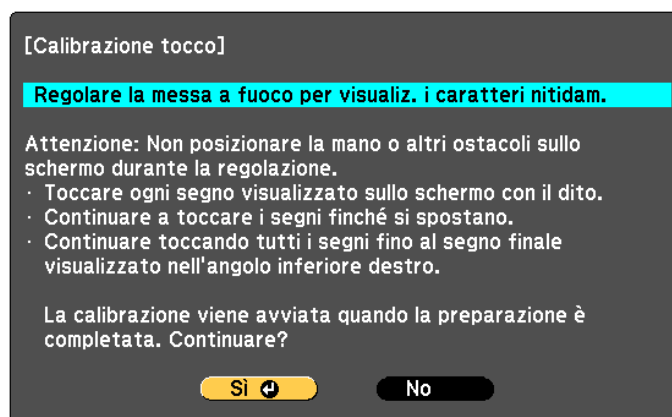 [Calibrazione tocco]
Regolare la messa a fuoco per visualiz. i caratteri nitidam.
Attenzione: Non posizionare la mano o altri ostacoli sullo
schermo durante la regolazione.
· Toccare ogni segno visualizzato sullo schermo con il dito.
· Continuare a toccare i segni finché si spostano.
· Continuare toccando tutti i segni fino al segno finale
visualizzato nell'angolo inferiore destro.
La calibrazione viene avviata quando la preparazione è
completata. Continuare?
Sì No